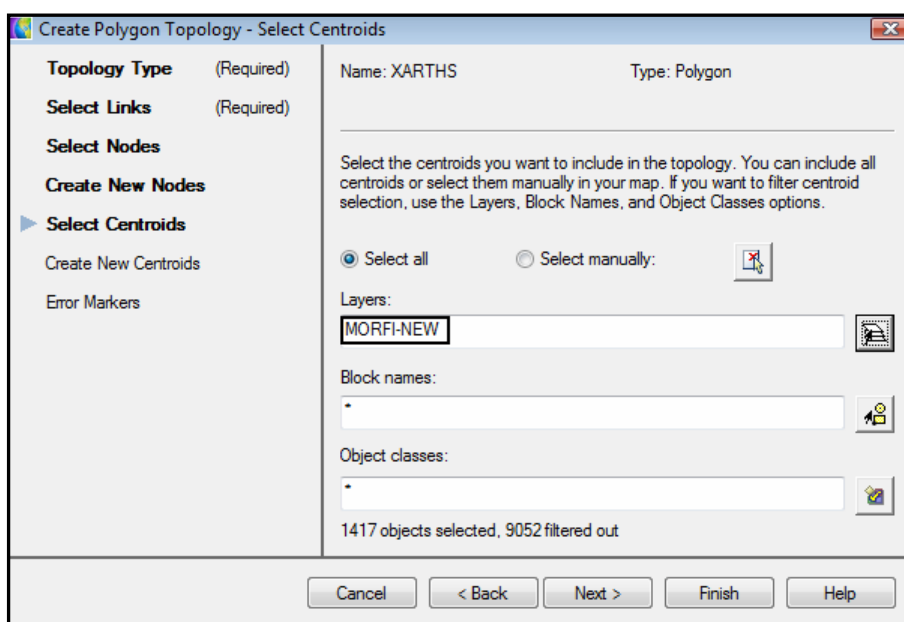 Create Polygon Topology - Select Centroids
Topology Type (Required)
Select Links (Required)
Select Nodes
Create New Nodes
Select Centroids
Create New Centroids
Error Markers
Name: XARTHS Type: Polygon
Select the centroids you want to include in the topology. You can include all
centroids or select them manually in your map. If you want to filter centroid
selection, use the Layers, Block Names, and Object Classes options.
Select all Select manually:
Layers:
MORFI-NEW
Block names:
*
Object classes:
*
1417 objects selected, 9052 filtered out
Cancel < Back Next > Finish Help